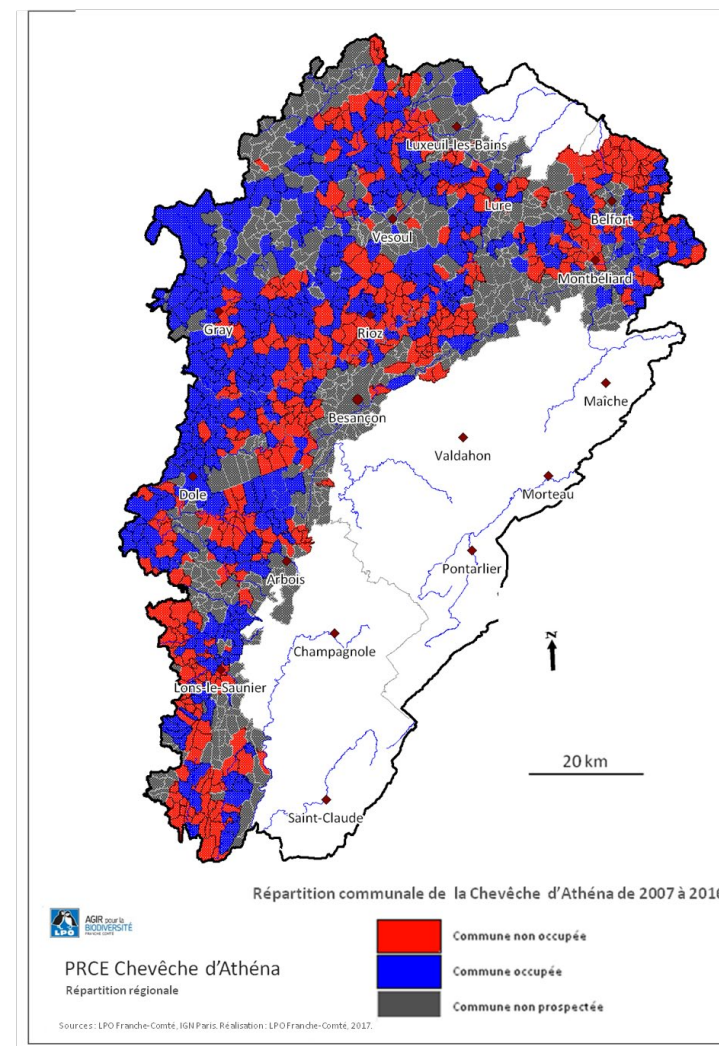 Luxeuil-les-Bains
Lure
Belfort
Vesoul
Montbéliard
Gray
Rioz
Maîche
Besançon
Valdahon
Dole
Morteau
Pontarlier
Arbois
Champagnole
Lons-le-Saunier
N
20 km
Saint-Claude
Répartition communale de la Chevêche d'Athéna de 2007 à 2016
LPO
AGIR pour la
BIODIVERSITÉ
FRANCHE-COMTÉ
Commune non occupée
PRCE Chevêche d'Athéna
Commune occupée
Répartition régionale
Commune non prospectée
Sources : LPO Franche-Comté, IGN Paris. Réalisation : LPO Franche-Comté, 2017.